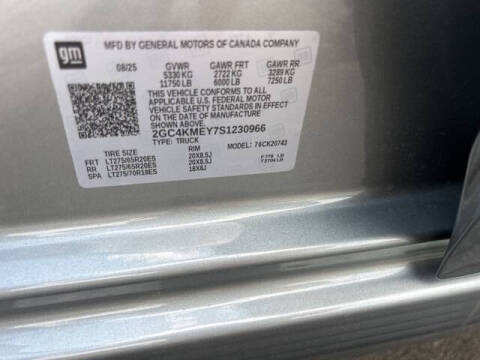 gm
MFD BY GENERAL MOTORS OF CANADA COMPANY
08/25 GVWR GAWR FRT GAWR RR
5330 KG 2722 KG 3289 KG
11750 LB 6000 LB 7250 LB
THIS VEHICLE CONFORMS TO ALL
APPLICABLE U.S. FEDERAL MOTOR
VEHICLE SAFETY STANDARDS IN EFFECT
ON THE DATE OF MANUFACTURE
SHOWN ABOVE.
2GC4KMEY7S1230966
TYPE: TRUCK MODEL: 76CK20743
TIRE SIZE RIM
FRT LT275/65R20ES 20X8.5J
RR LT275/65R20ES 20X8.5J
SPA LT275/70R18ES 18X8J